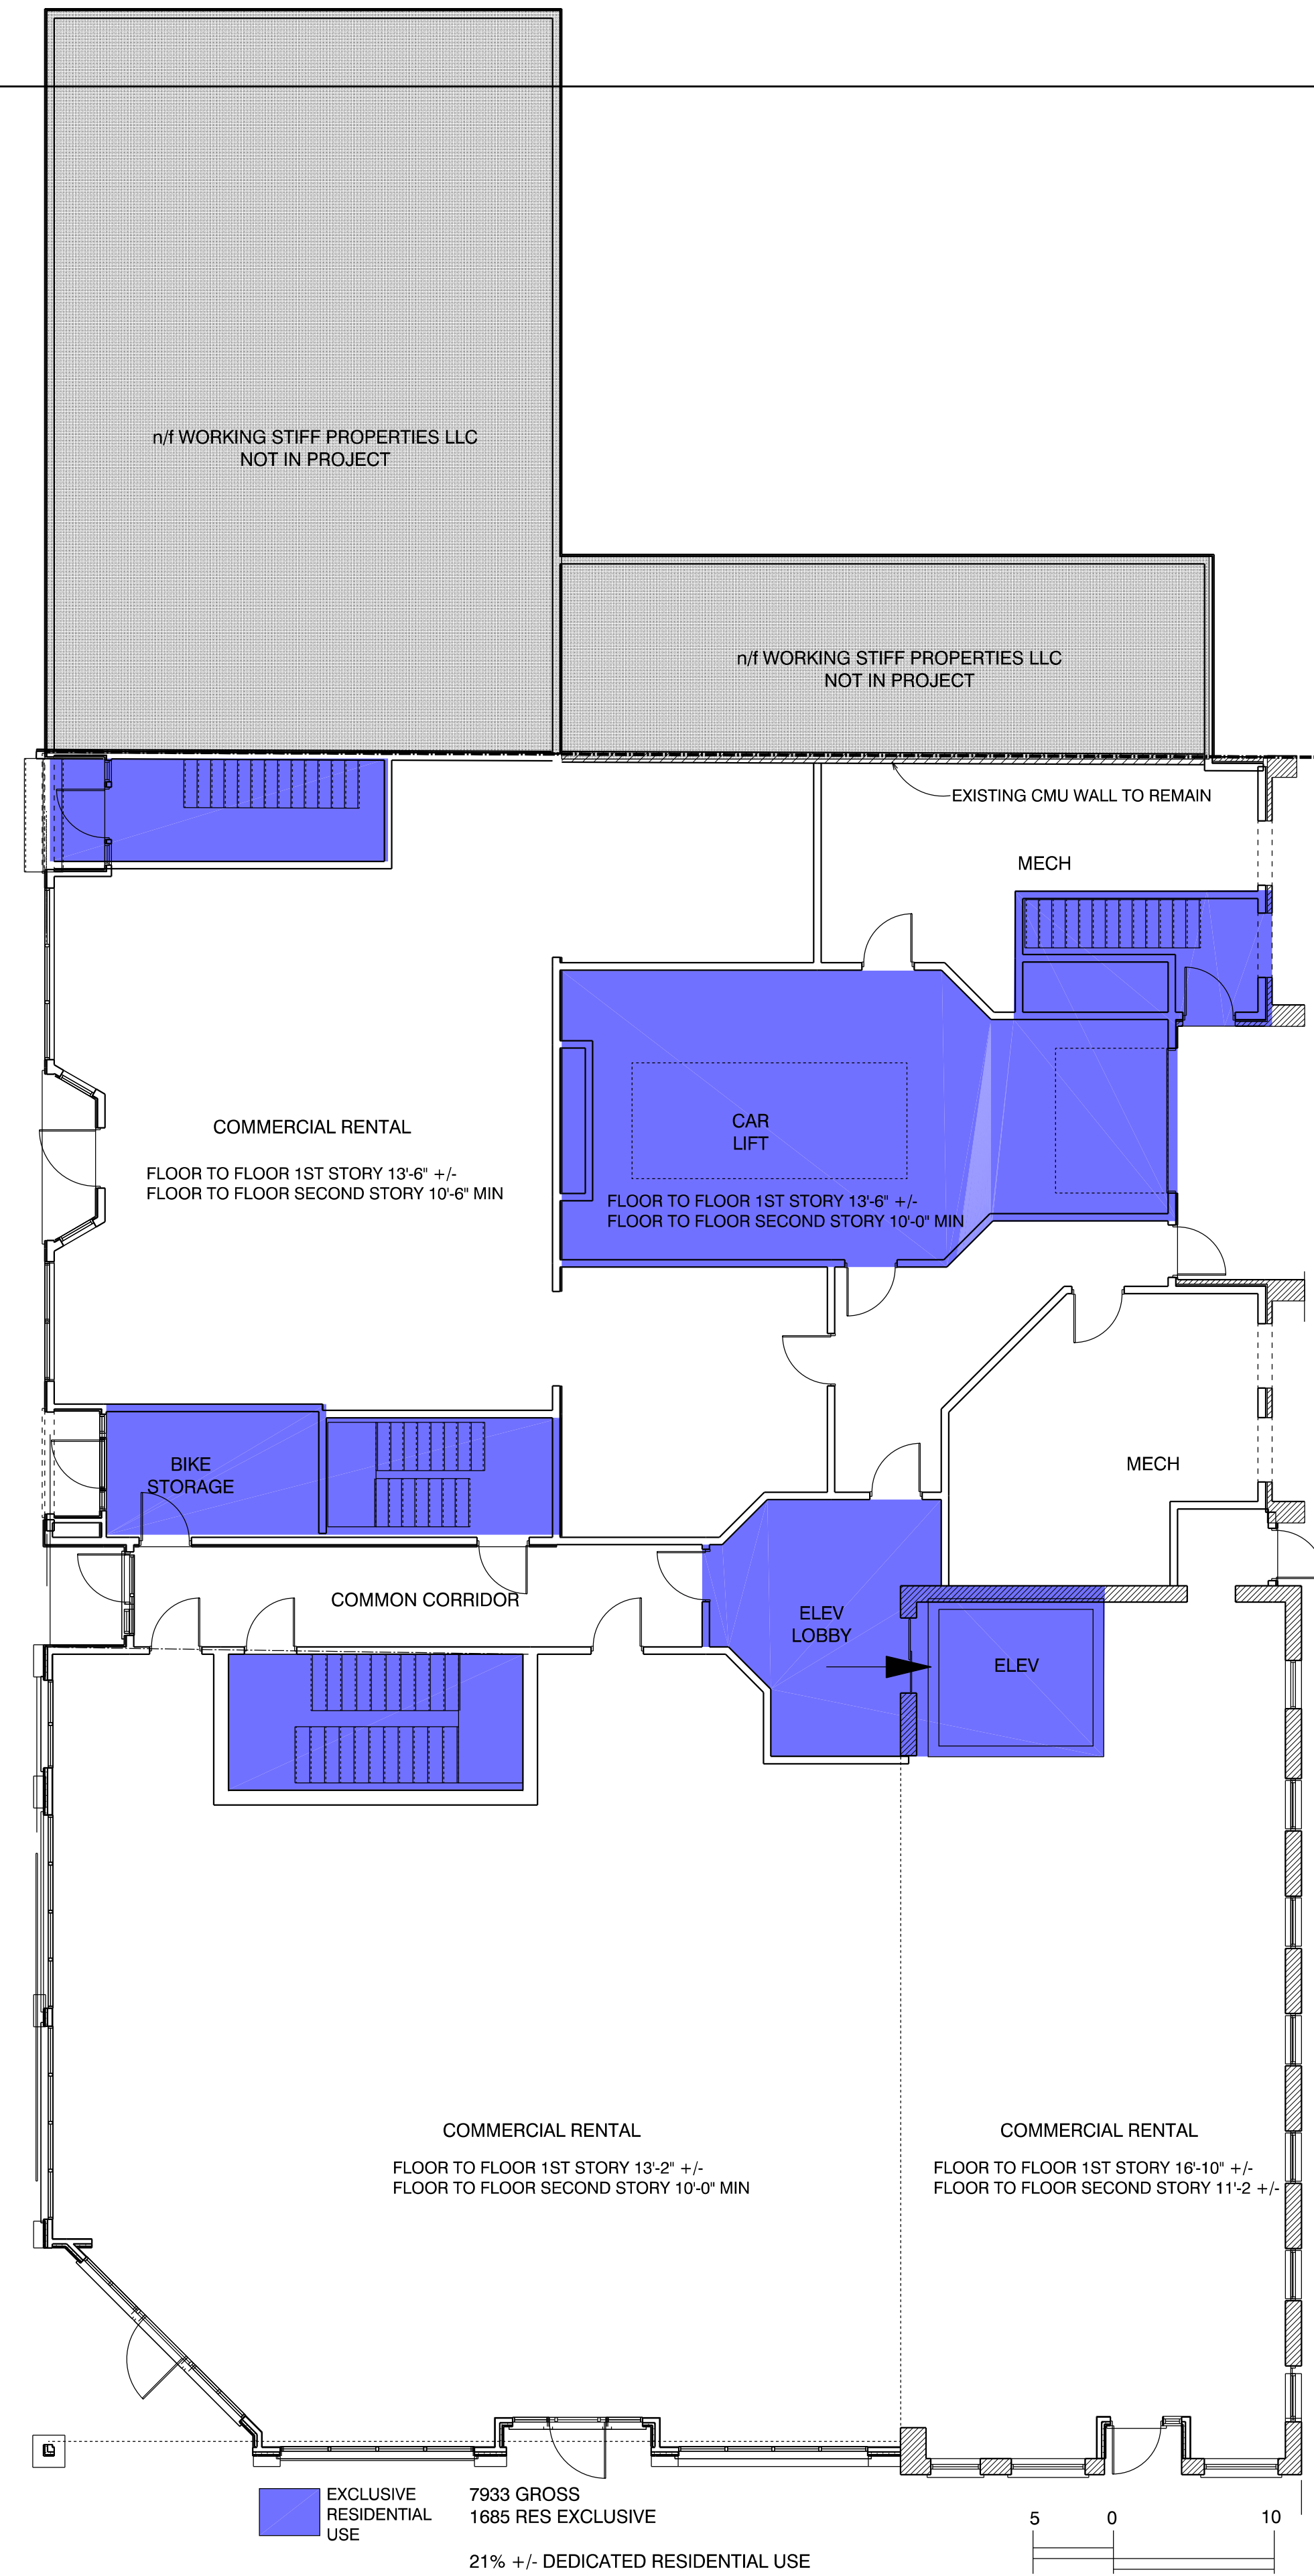 n/f WORKING STIFF PROPERTIES LLC
NOT IN PROJECT
n/f WORKING STIFF PROPERTIES LLC
NOT IN PROJECT
EXISTING CMU WALL TO REMAIN
MECH
COMMERCIAL RENTAL
FLOOR TO FLOOR 1ST STORY 13'-6" +/-
FLOOR TO FLOOR SECOND STORY 10'-6" MIN
CAR
LIFT
FLOOR TO FLOOR 1ST STORY 13'-6" +/-
FLOOR TO FLOOR SECOND STORY 10'-0" MIN
BIKE
STORAGE
MECH
COMMON CORRIDOR
ELEV
LOBBY
ELEV
COMMERCIAL RENTAL
FLOOR TO FLOOR 1ST STORY 13'-2" +/-
FLOOR TO FLOOR SECOND STORY 10'-0" MIN
COMMERCIAL RENTAL
FLOOR TO FLOOR 1ST STORY 16'-10" +/-
FLOOR TO FLOOR SECOND STORY 11'-2 +/-
EXCLUSIVE
RESIDENTIAL
USE
7933 GROSS
1685 RES EXCLUSIVE
21% +/- DEDICATED RESIDENTIAL USE
5 0 10